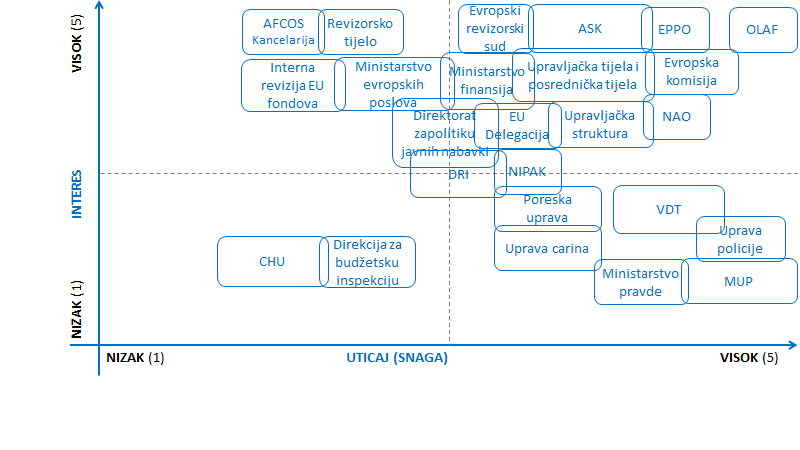 VISOK (5)
INTERES
NIZAK (1)
AFCOS
Kancelarija
Revizorsko
tijelo
Evropski
revizorski
sud
ASK
EPPO
OLAF
Interna
revizija EU
fondova
Ministarstvo
evropskih
poslova
Ministarstvo
finansija
Upravljačka tijela i
posrednička tijela
Evropska
komisija
Direktorat
zapolitiku
javnih nabavki
EU
Delegacija
Upravljačka
struktura
NAO
DRI
NIPAK
Poreska
uprava
VDT
Uprava
policije
CHU
Direkcija za
budžetsku
inspekciju
Uprava carina
Ministarstvo
pravde
MUP
NIZAK (1)
UTICAJ (SNAGA)
VISOK (5)